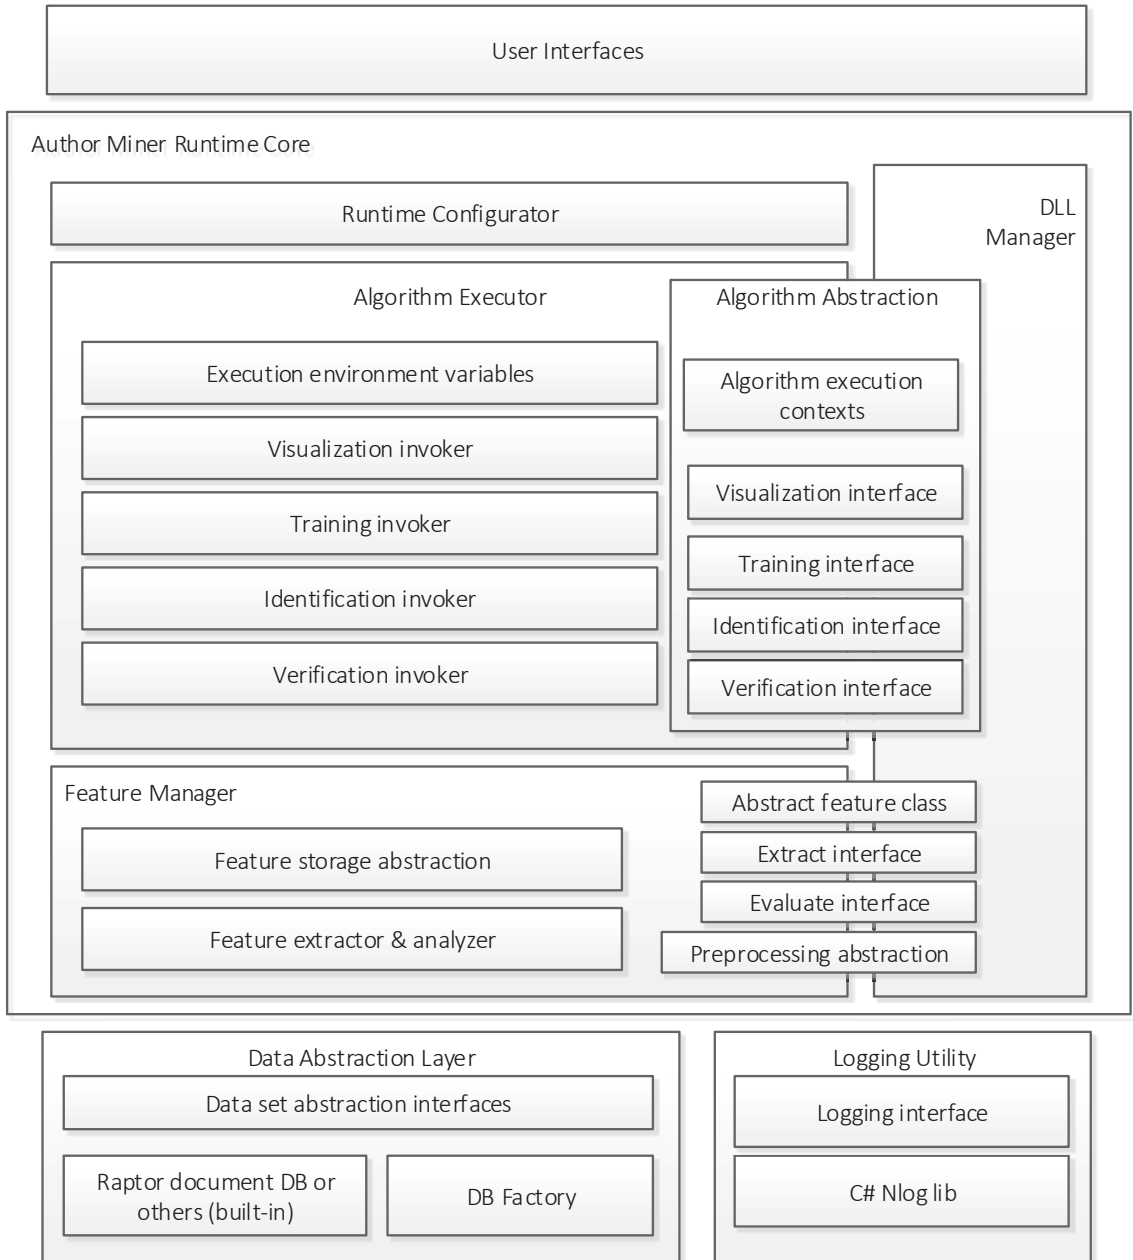 User Interfaces
Author Miner Runtime Core
Runtime Configurator
DLL
Manager
Algorithm Executor
Execution environment variables
Visualization invoker
Training invoker
Identification invoker
Verification invoker
Algorithm Abstraction
Algorithm execution
contexts
Visualization interface
Training interface
Identification interface
Verification interface
Feature Manager
Feature storage abstraction
Feature extractor & analyzer
Abstract feature class
Extract interface
Evaluate interface
Preprocessing abstraction
Data Abstraction Layer
Data set abstraction interfaces
Raptor document DB or
others (built-in)
DB Factory
Logging Utility
Logging interface
C# Nlog lib